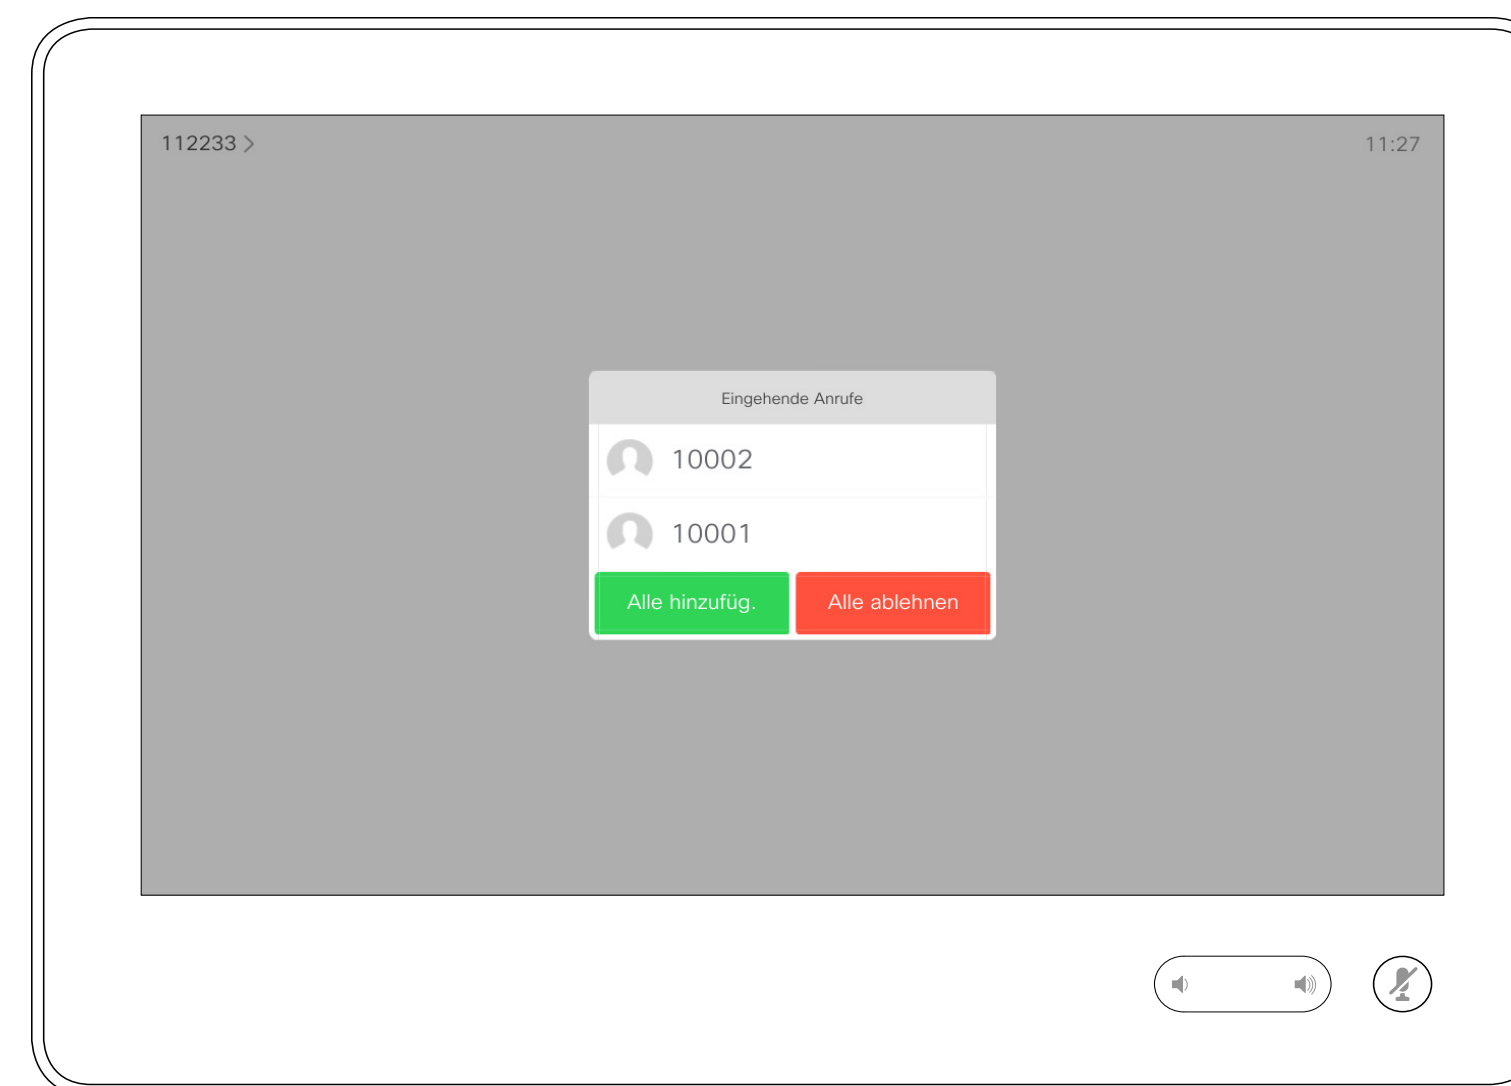 112233 >
11:27
Eingehende Anrufe
10002
10001
Alle hinzufüg.
Alle ablehnen